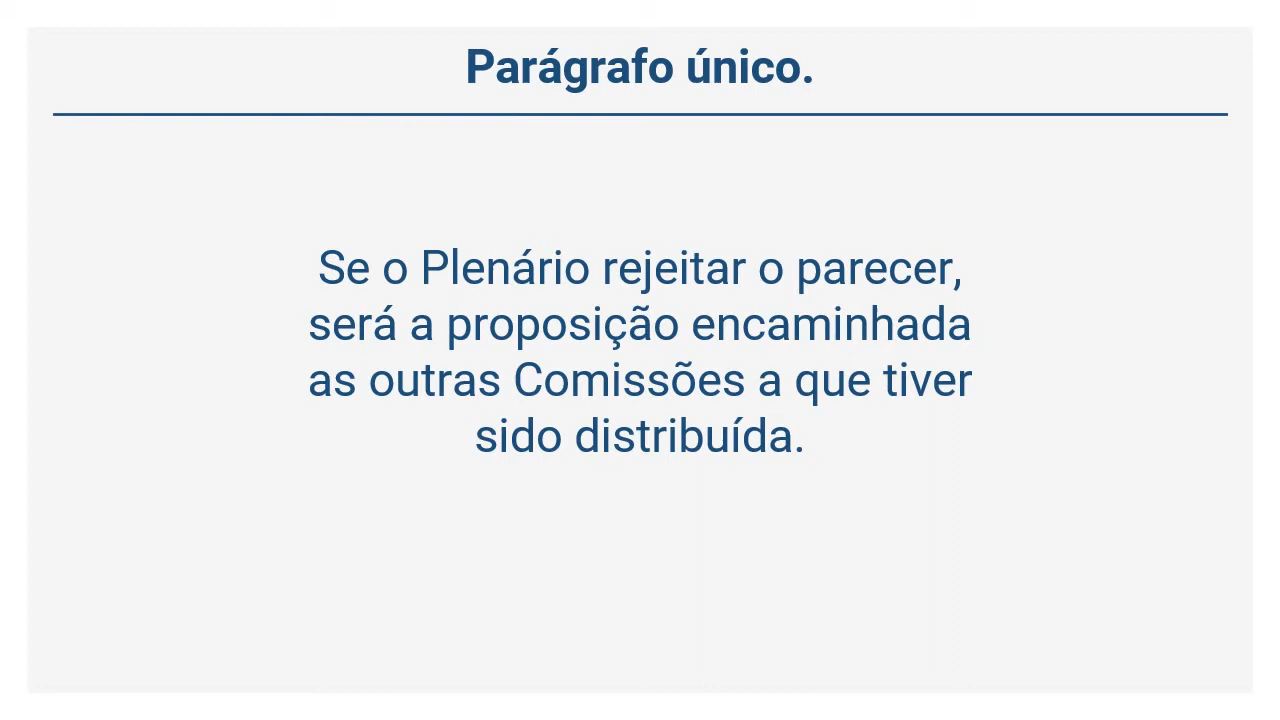 Parágrafo único.
Se o Plenário rejeitar o parecer,
será a proposição encaminhada
as outras Comissões a que tiver
sido distribuída.